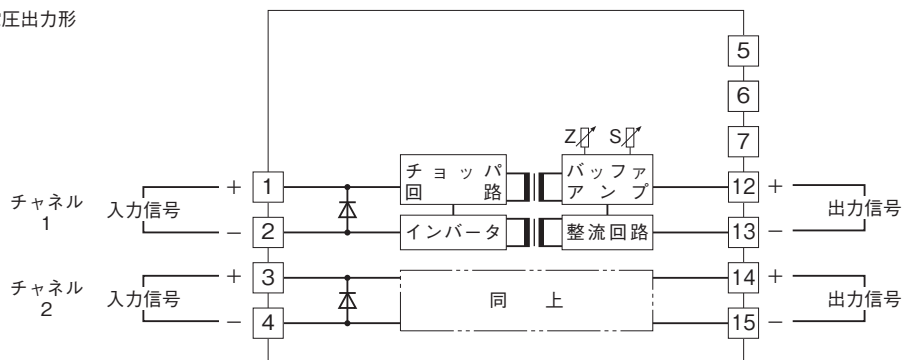 圧出力形
5
6
7
Z S
チョッパ
回路
バッファ
アンプ
チャネル
1
入力信号
+ 1
− 2
インバータ
整流回路
12 +
13 −
出力信号
チャネル
2
入力信号
+ 3
− 4
同 上
14 +
15 −
出力信号